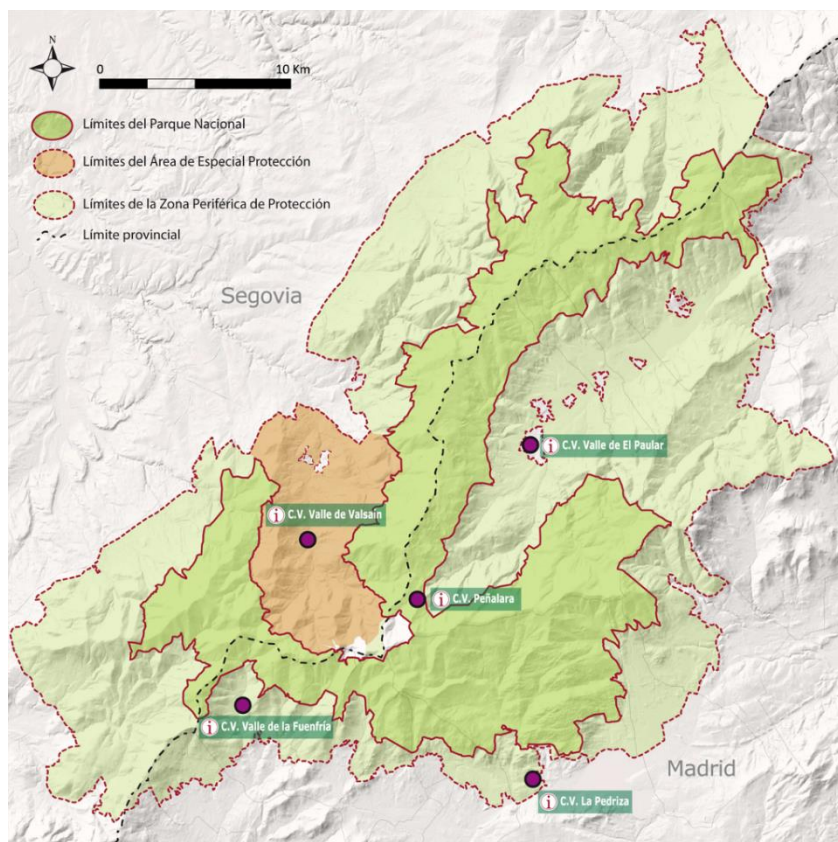 N
0 10 Km
Límites del Parque Nacional
Límites del Área de Especial Protección
Límites de la Zona Periférica de Protección
Límite provincial
Segovia
i C.V. Valle de El Paular
i C.V. Valle de Valsaín
i C.V. Peñalara
i C.V. Valle de la Fuenfría
Madrid
i C.V. La Pedriza